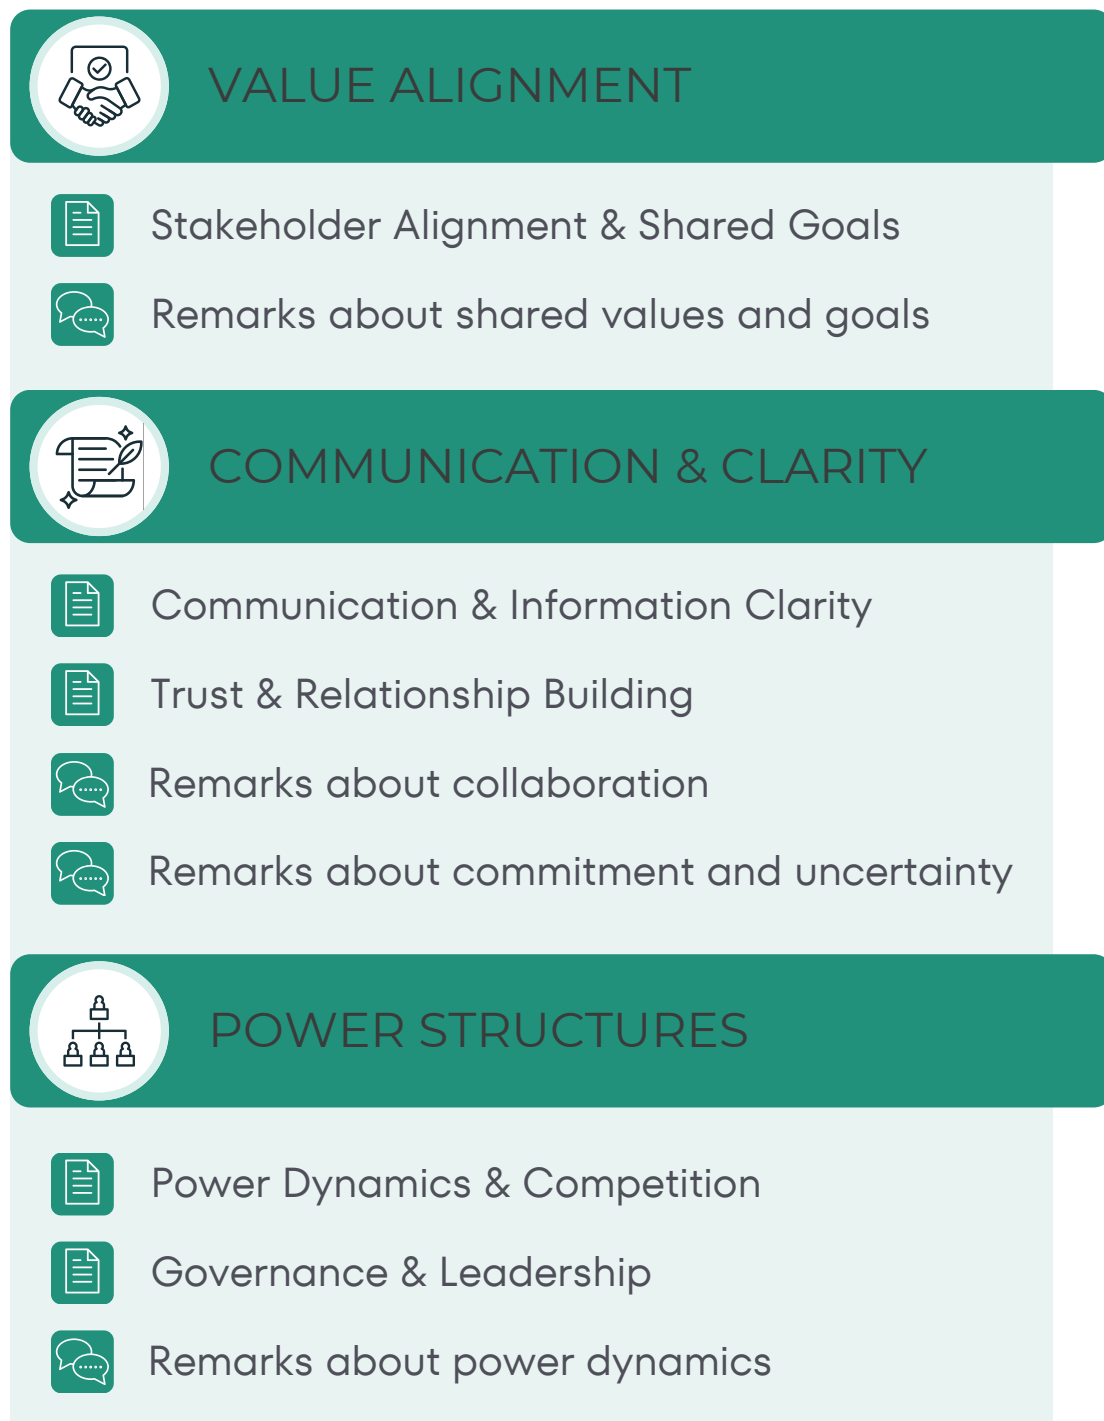 VALUE ALIGNMENT
Stakeholder Alignment & Shared Goals
Remarks about shared values and goals
COMMUNICATION & CLARITY
Communication & Information Clarity
Trust & Relationship Building
Remarks about collaboration
Remarks about commitment and uncertainty
POWER STRUCTURES
Power Dynamics & Competition
Governance & Leadership
Remarks about power dynamics